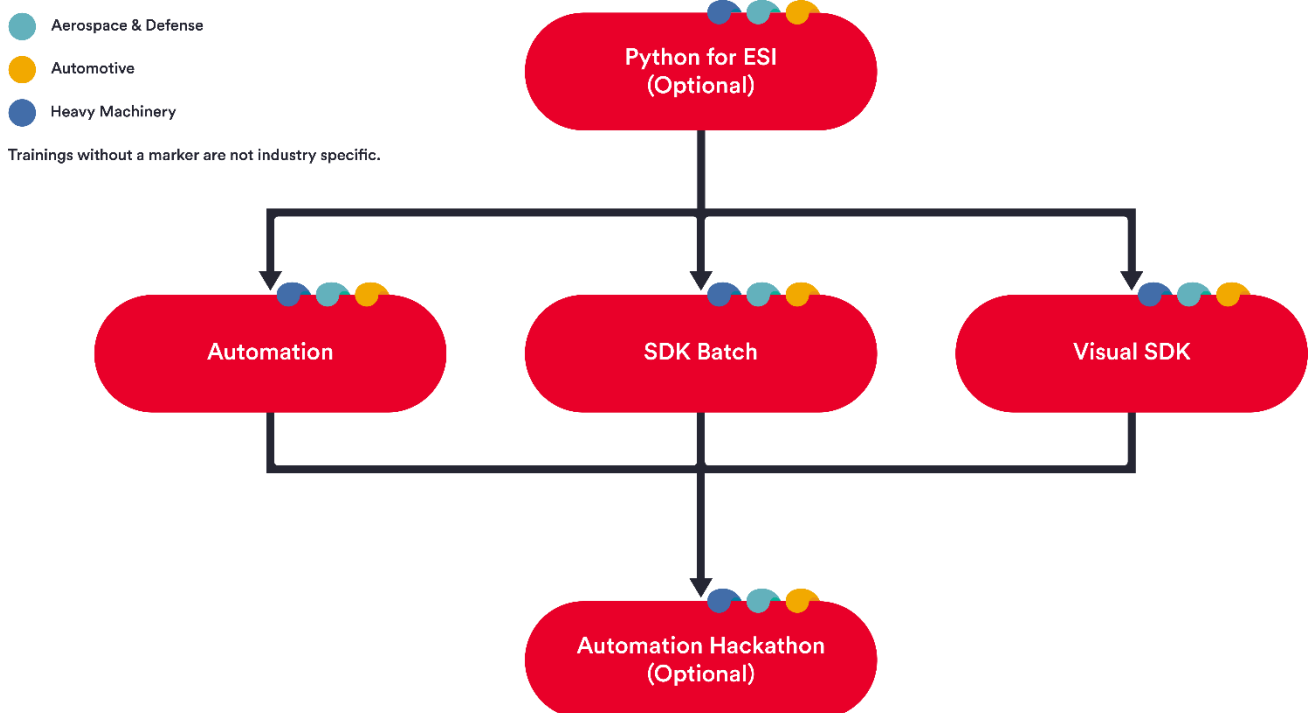 Aerospace & Defense
Automotive
Heavy Machinery
Trainings without a marker are not industry specific.
Python for ESI
(Optional)
Automation
SDK Batch
Visual SDK
Automation Hackathon
(Optional)